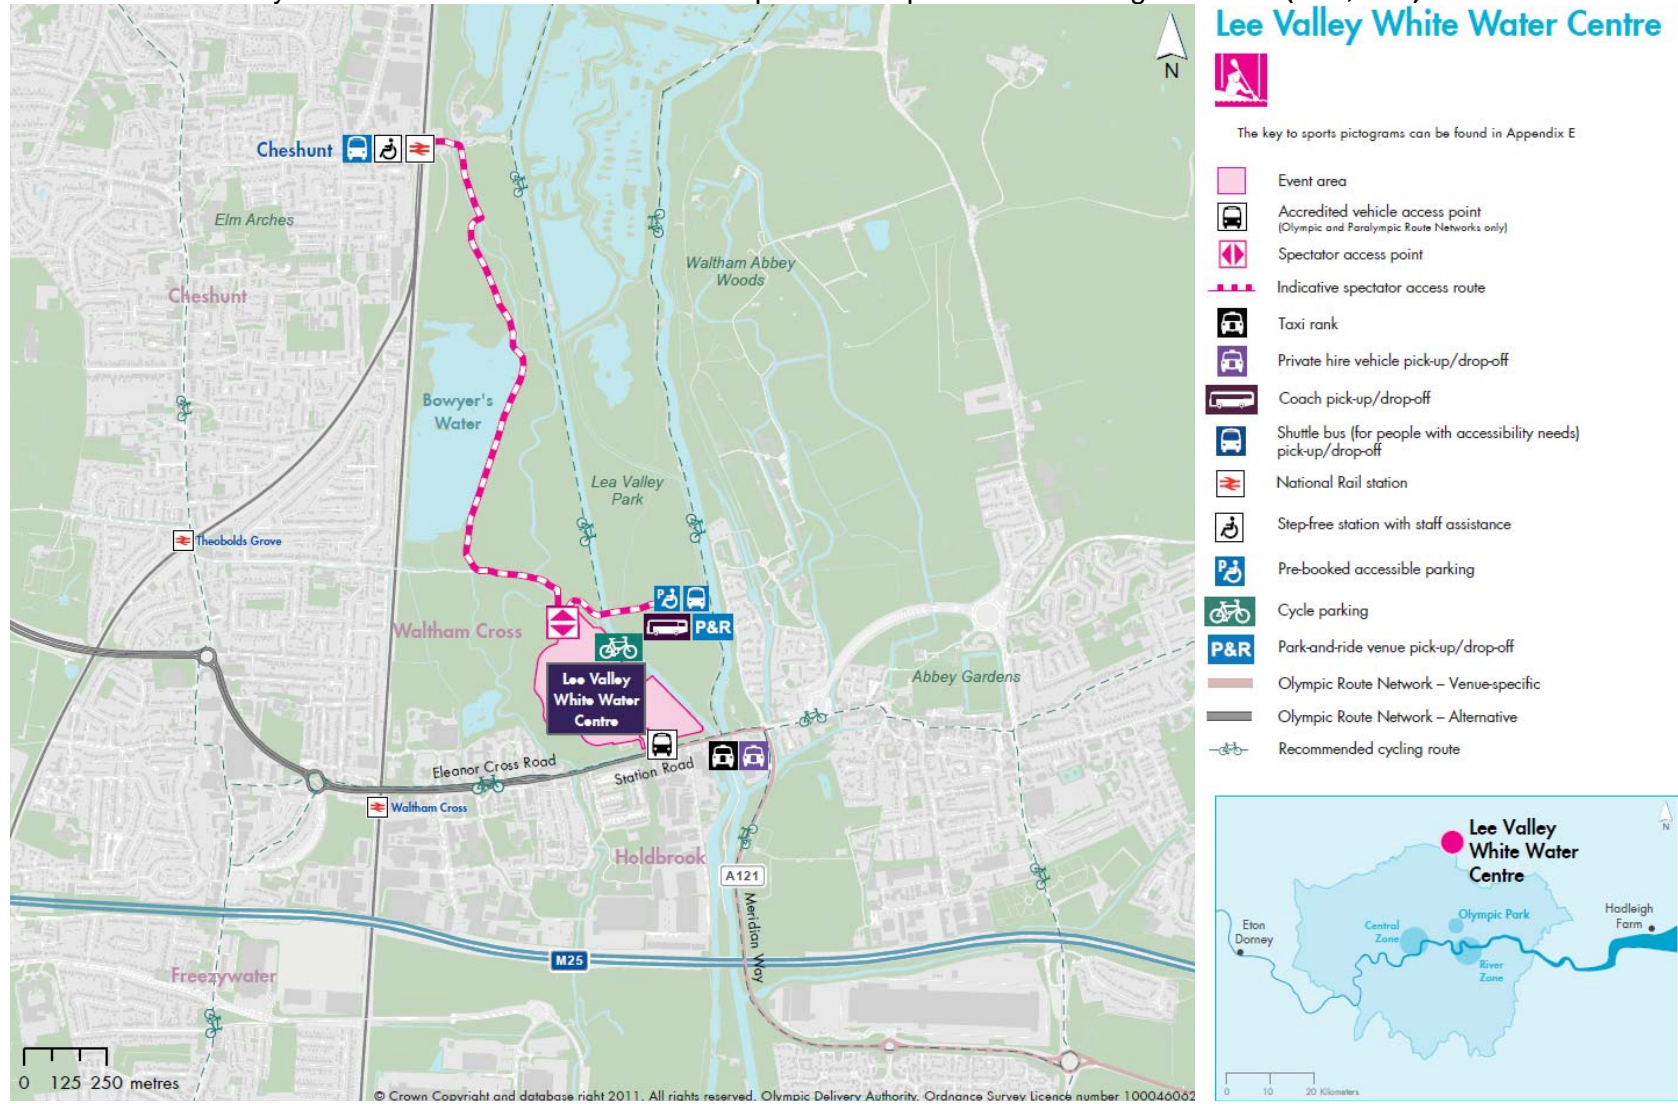 Lee Valley White Water Centre
N
The key to sports pictograms can be found in Appendix E
Event area
Accredited vehicle access point
(Olympic and Paralympic Route Networks only)
Spectator access point
Indicative spectator access route
Taxi rank
Private hire vehicle pick-up/drop-off
Coach pick-up/drop-off
Shuttle bus (for people with accessibility needs)
pick-up/drop-off
National Rail station
Step-free station with staff assistance
P
Pre-booked accessible parking
Cycle parking
P&R
Park-and-ride venue pick-up/drop-off
Olympic Route Network – Venue-specific
Olympic Route Network – Alternative
Recommended cycling route
Cheshunt
Elm Arches
Cheshunt
Waltham Abbey
Woods
Bowyer's
Water
Lea Valley
Park
Theobolds Grove
P
P&R
Waltham Cross
Lee Valley
White Water
Centre
Abbey Gardens
Eleanor Cross Road
Station Road
Waltham Cross
Holdbrook
A121
Meridian Way
M25
Freezywater
0 125 250 metres
© Crown Copyright and database right 2011. All rights reserved. Olympic Delivery Authority. Ordnance Survey Licence number 100046062
N
Lee Valley
White Water
Centre
Eton
Dorney
Central
Zone
Olympic Park
River
Zone
Hadleigh
Farm
0 10 20 Kilometers